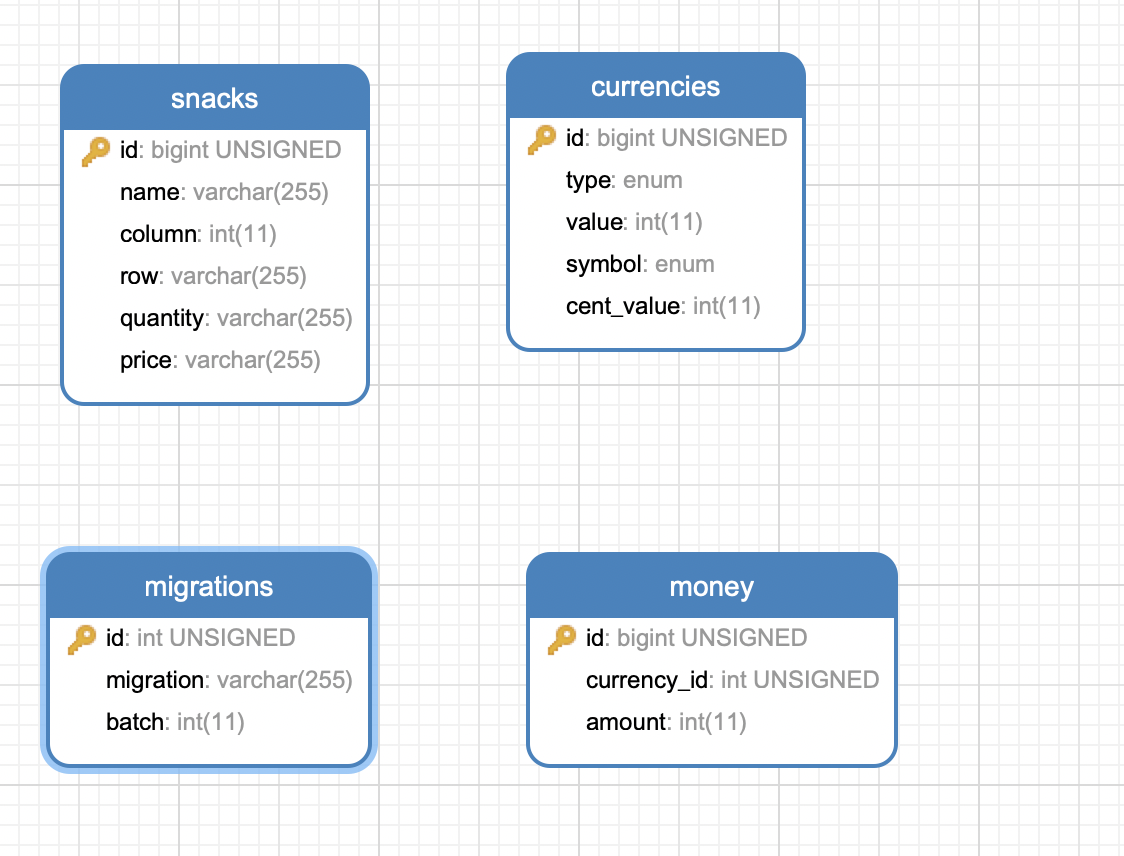 snacks
id: bigint UNSIGNED
name: varchar(255)
column: int(11)
row: varchar(255)
quantity: varchar(255)
price: varchar(255)
currencies
id: bigint UNSIGNED
type: enum
value: int(11)
symbol: enum
cent_value: int(11)
migrations
id: int UNSIGNED
migration: varchar(255)
batch: int(11)
money
id: bigint UNSIGNED
currency_id: int UNSIGNED
amount: int(11)